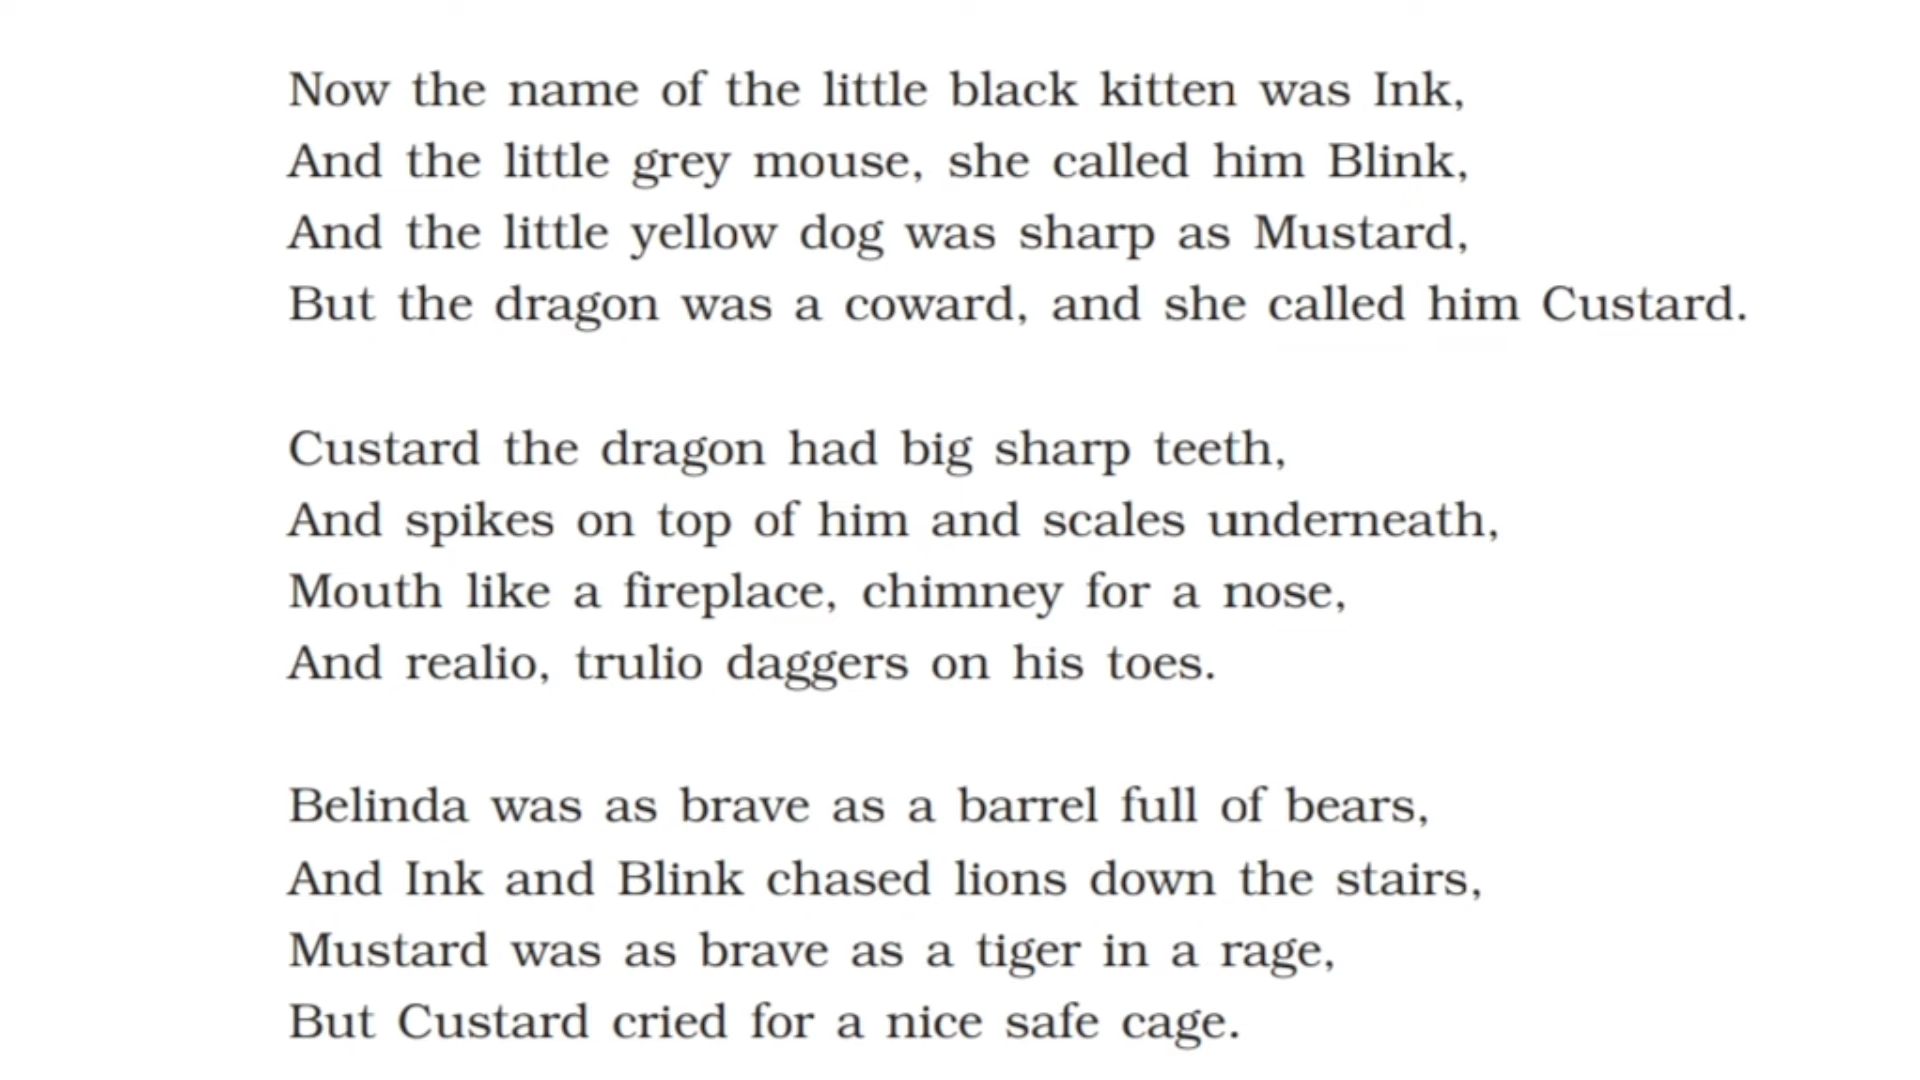 Now the name of the little black kitten was Ink,
And the little grey mouse, she called him Blink,
And the little yellow dog was sharp as Mustard,
But the dragon was a coward, and she called him Custard.
Custard the dragon had big sharp teeth,
And spikes on top of him and scales underneath,
Mouth like a fireplace, chimney for a nose,
And realio, trulio daggers on his toes.
Belinda was as brave as a barrel full of bears,
And Ink and Blink chased lions down the stairs,
Mustard was as brave as a tiger in a rage,
But Custard cried for a nice safe cage.